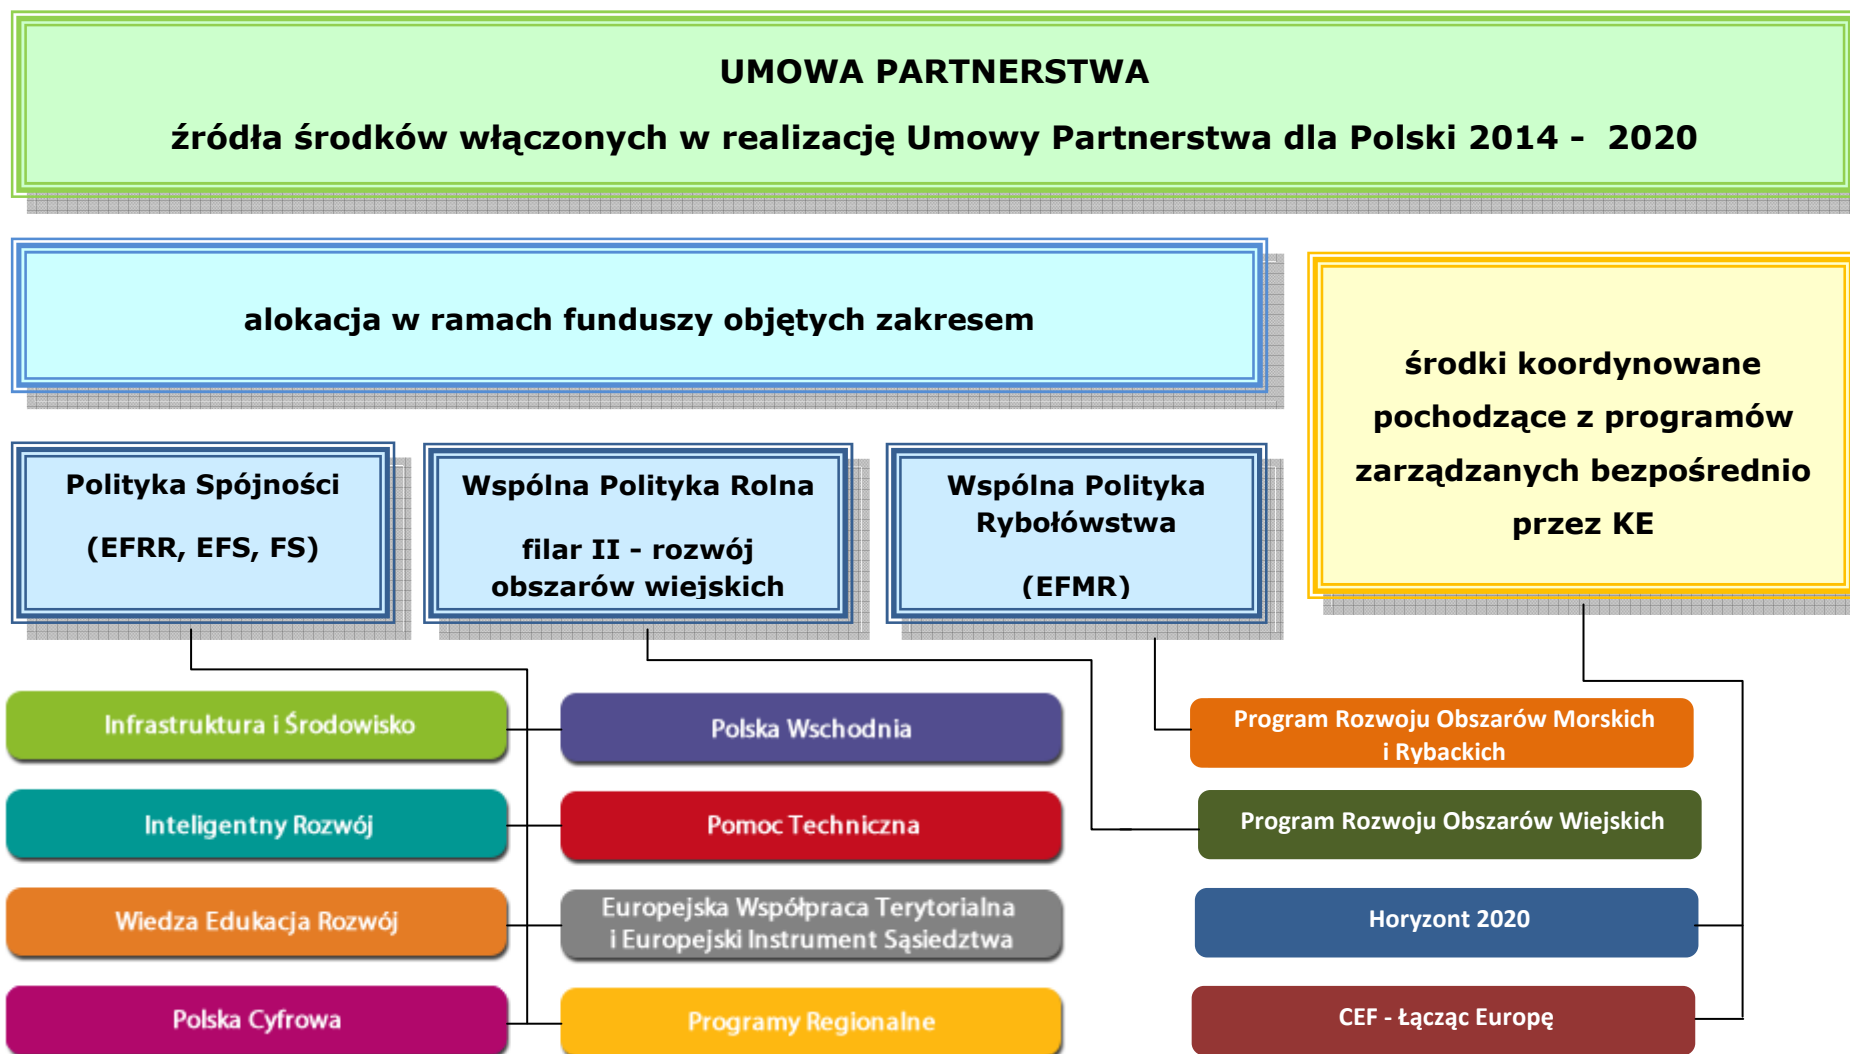 UMOWA PARTNERSTWA
źródła środków włączonych w realizację Umowy Partnerstwa dla Polski 2014 - 2020
alokacja w ramach funduszy objętych zakresem
środki koordynowane
pochodzące z programów
zarządzanych bezpośrednio
przez KE
Polityka Spójności
(EFRR, EFS, FS)
Wspólna Polityka Rolna
filar II - rozwój
obszarów wiejskich
Wspólna Polityka
Rybołówstwa
(EFMR)
Infrastruktura i Środowisko
Inteligentny Rozwój
Wiedza Edukacja Rozwój
Polska Cyfrowa
Polska Wschodnia
Pomoc Techniczna
Europejska Współpraca Terytorialna
i Europejski Instrument Sąsiedztwa
Programy Regionalne
Program Rozwoju Obszarów Morskich
i Rybackich
Program Rozwoju Obszarów Wiejskich
Horyzont 2020
CEF - Łącząc Europę